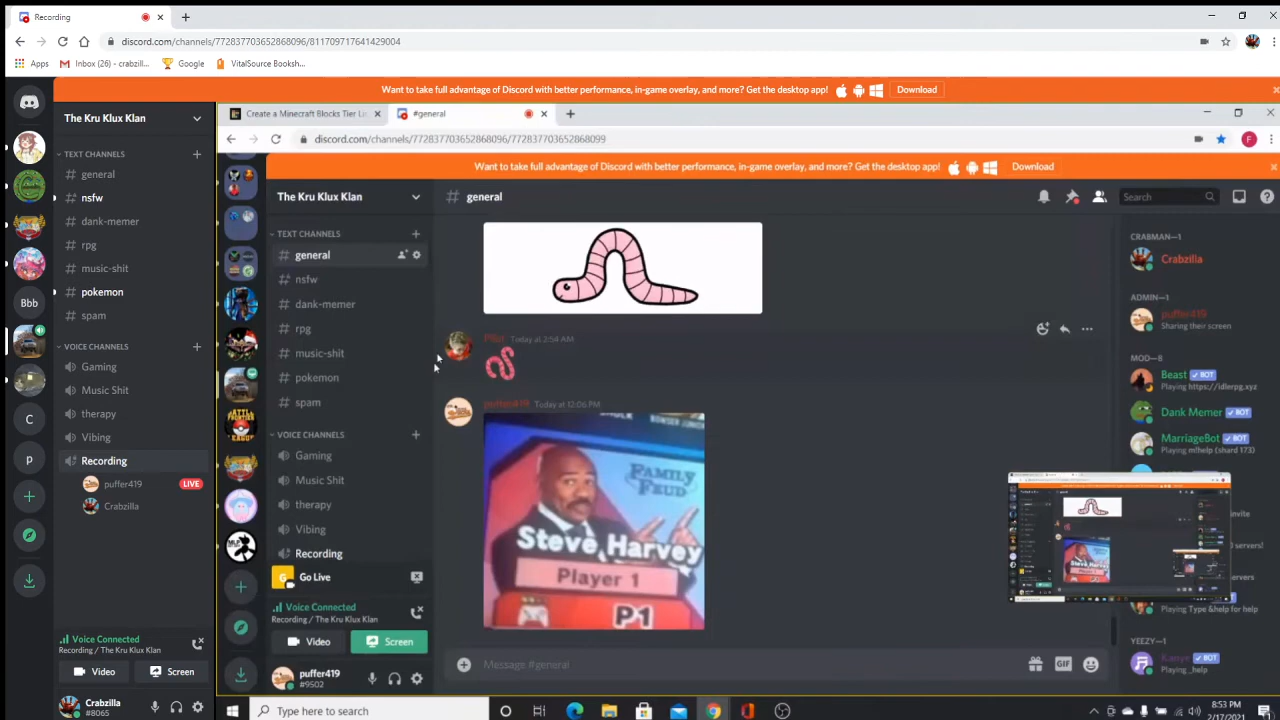 Recording
discord.com/channels/772837703652868096/811709717641429004
Apps
Inbox (26) - crabzill...
Google
VitalSource Booksh...
Want to take full advantage of Discord with better performance, in-game overlay, and more? Get the desktop app!
Download
The Kru Klux Klan
TEXT CHANNELS
general
nsfw
dank-memer
rpg
music-shit
pokemon
spam
VOICE CHANNELS
Gaming
Music Shit
therapy
Vibing
Recording
puffer419
LIVE
Crabzilla
Bbb
C
p
Voice Connected
Recording / The Kru Klux Klan
Video
Screen
Crabzilla
#8065
Create a Minecraft Blocks Tier Li
#general
discord.com/channels/772837703652868096/772837703652868099
F
Want to take full advantage of Discord with better performance, in-game overlay, and more? Get the desktop app!
Download
The Kru Klux Klan
TEXT CHANNELS
general
nsfw
dank-memer
rpg
music-shit
pokemon
spam
VOICE CHANNELS
Gaming
Music Shit
therapy
Vibing
Recording
Go Live
Voice Connected
Recording / The Kru Klux Klan
Video
Screen
puffer419
#9502
general
Search
Today at 2:54 AM
puffer419 Today at 12:06 PM
FAMILY
FEUD
Steve Harvey
Player 1
P1
Message #general
GIF
CRABMAN—1
Crabzilla
ADMIN—1
puffer419
Sharing their screen
MOD—8
Beast BOT
Playing https://idlerpg.xyz
Dank Memer BOT
MarriageBot BOT
Playing m!help (shard 173)
invite
servers!
servers
Playing Type &help for help
YEEZY—1
Kanye BOT
Playing _help
Type here to search
8:53 PM
2/17/2021